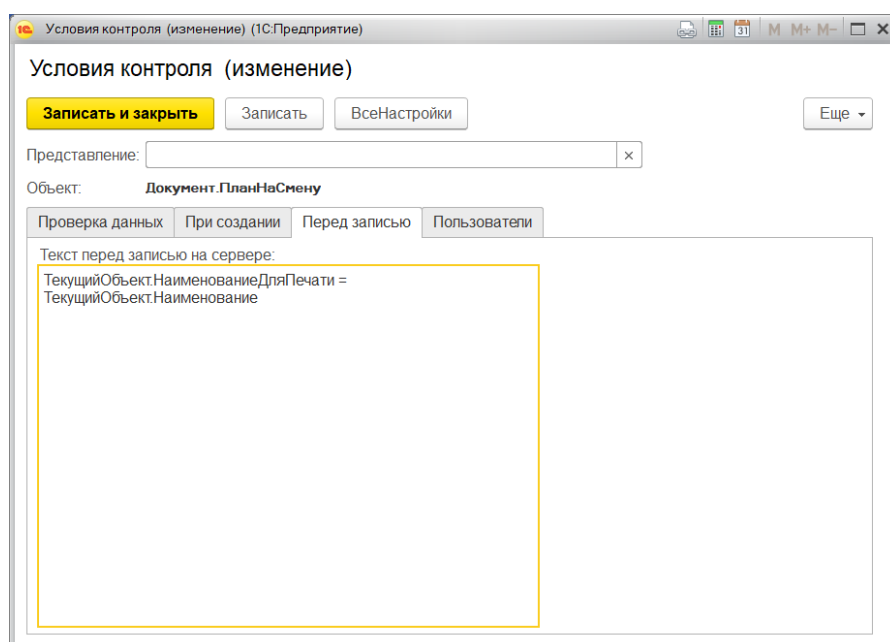 1С Условия контроля (изменение) (1С:Предприятие) 31 M M+ M-
Условия контроля (изменение)
Записать и закрыть Записать ВсеНастройки Еще
Представление:
Объект: Документ.ПланНаСмену
Проверка данных При создании Перед записью Пользователи
Текст перед записью на сервере:
ТекущийОбъект.НаименованиеДляПечати =
ТекущийОбъект.Наименование